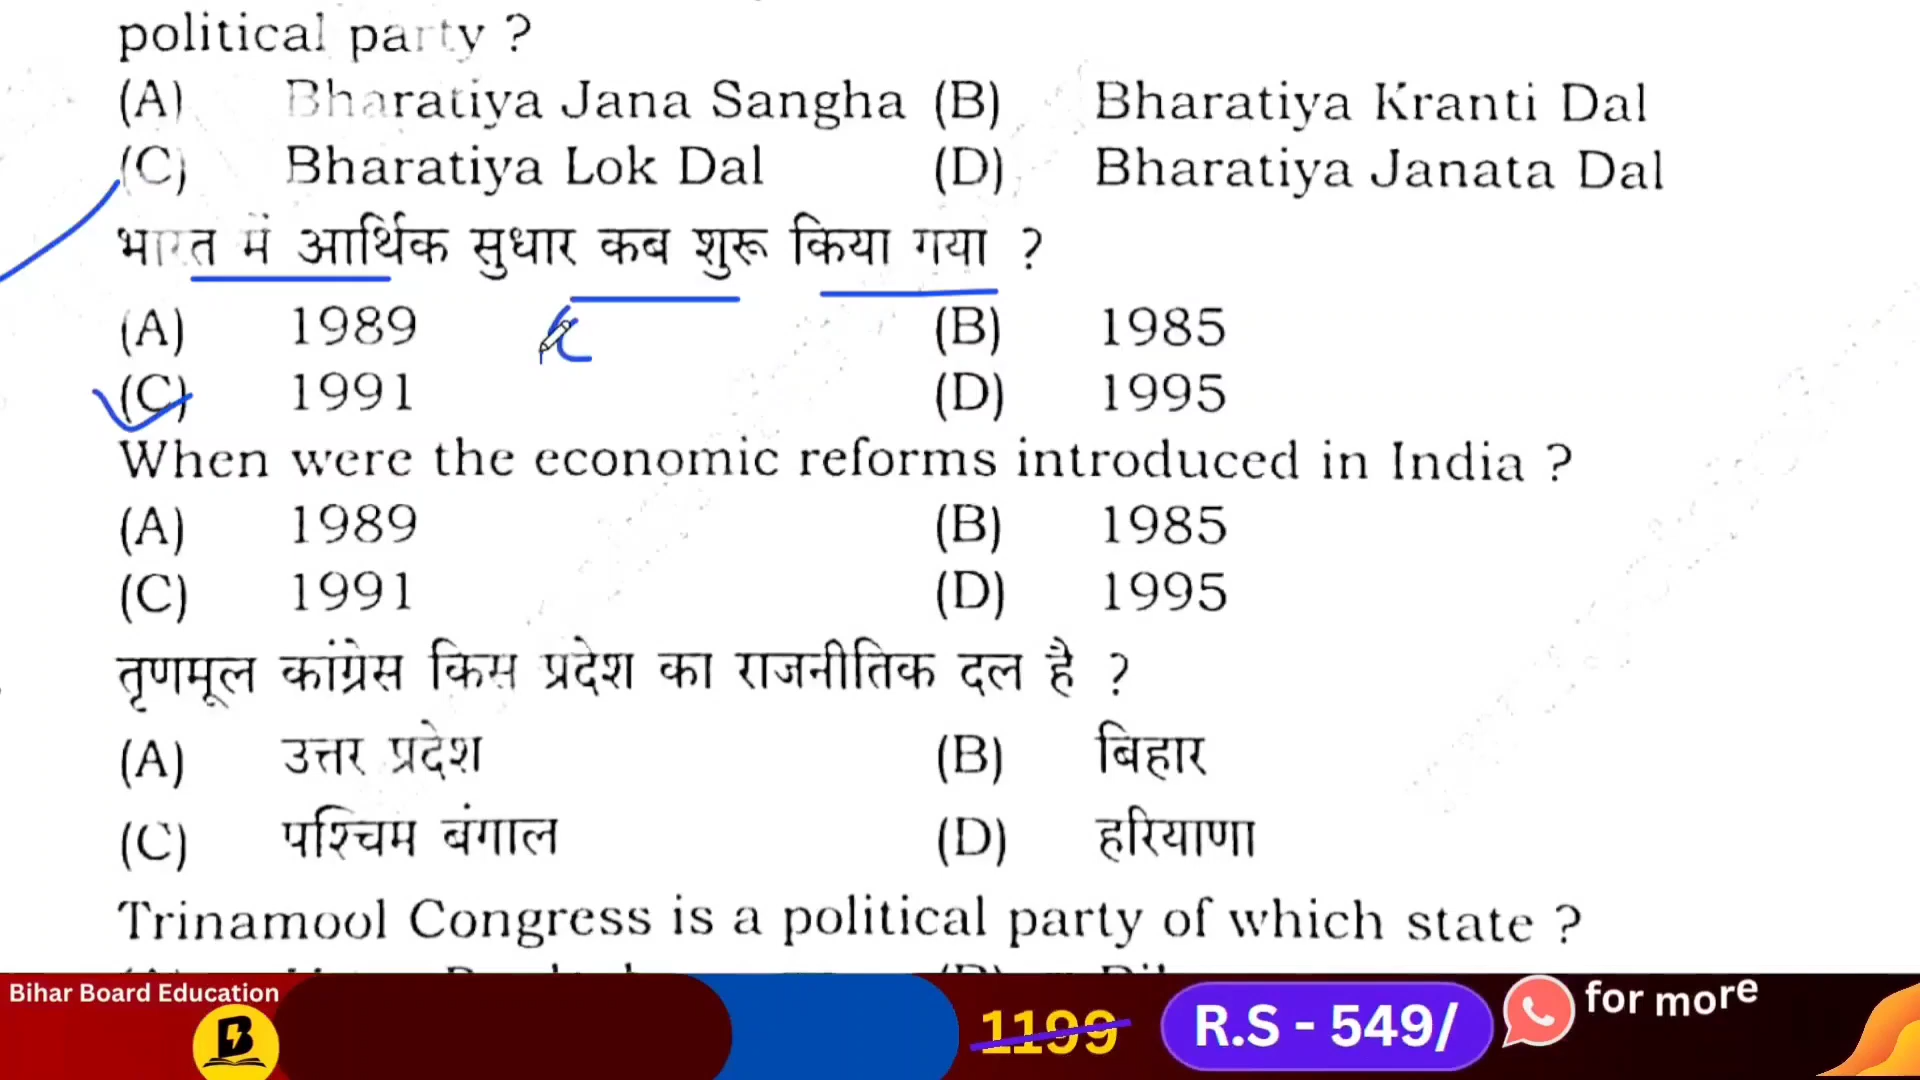 political party ?
(A) Bharatiya Jana Sangha (B) Bharatiya Kranti Dal
(C) Bharatiya Lok Dal (D) Bharatiya Janata Dal
भारत में आर्थिक सुधार कब शुरू किया गया ?
(A) 1989 (B) 1985
(C) 1991 (D) 1995
When were the economic reforms introduced in India ?
(A) 1989 (B) 1985
(C) 1991 (D) 1995
तृणमूल कांग्रेस किस प्रदेश का राजनीतिक दल है ?
(A) उत्तर प्रदेश (B) बिहार
(C) पश्चिम बंगाल (D) हरियाणा
Trinamool Congress is a political party of which state ?
Bihar Board Education
B
1199
R.S - 549/
for more